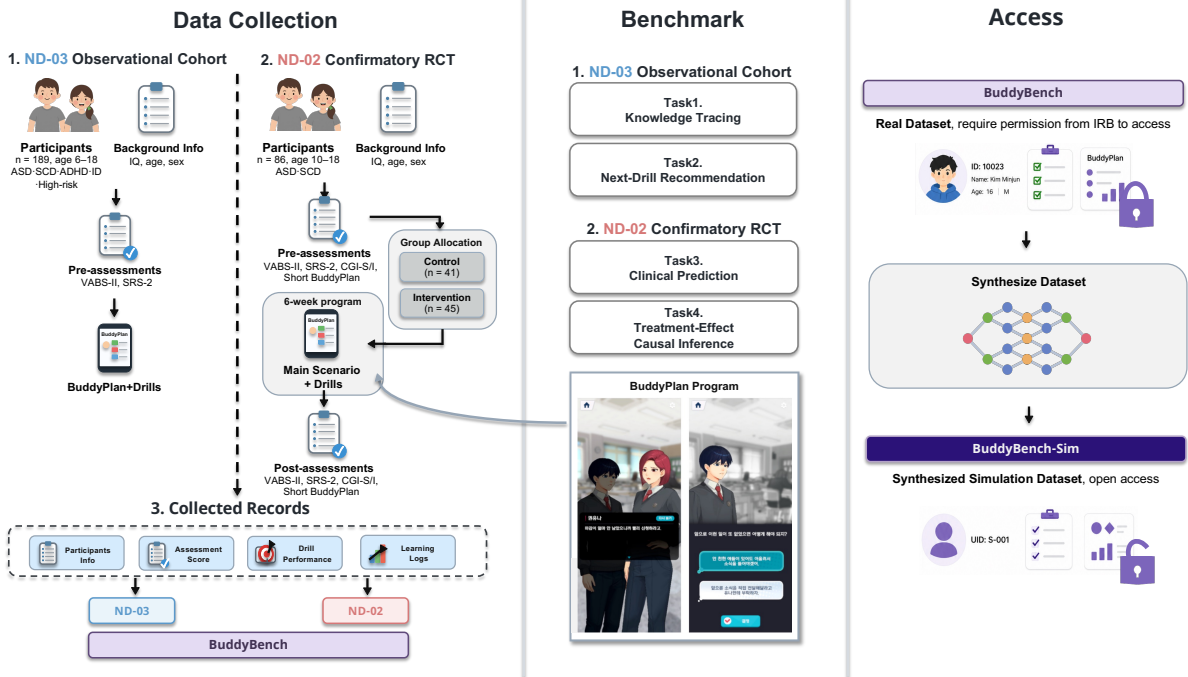 Data Collection
1. ND-03 Observational Cohort
Participants
n = 189, age 6–18
ASD·SCD·ADHD·ID
·High-risk
Background Info
IQ, age, sex
Pre-assessments
VABS-II, SRS-2
BuddyPlan
BuddyPlan+Drills
2. ND-02 Confirmatory RCT
Participants
n = 86, age 10–18
ASD·SCD
Background Info
IQ, age, sex
Pre-assessments
VABS-II, SRS-2, CGI-S/I,
Short BuddyPlan
Group Allocation
Control
(n = 41)
Intervention
(n = 45)
6-week program
BuddyPlan
Main Scenario
+ Drills
Post-assessments
VABS-II, SRS-2, CGI-S/I,
Short BuddyPlan
3. Collected Records
Participants
Info
Assessment
Score
Drill
Performance
Learning
Logs
ND-03
ND-02
BuddyBench
Benchmark
1. ND-03 Observational Cohort
Task1.
Knowledge Tracing
Task2.
Next-Drill Recommendation
2. ND-02 Confirmatory RCT
Task3.
Clinical Prediction
Task4.
Treatment-Effect
Causal Inference
BuddyPlan Program
Access
BuddyBench
Real Dataset, require permission from IRB to access
ID: 10023
Name: Kim Minjun
Age: 16 | M
BuddyPlan
Synthesize Dataset
BuddyBench-Sim
Synthesized Simulation Dataset, open access
UID: S-001